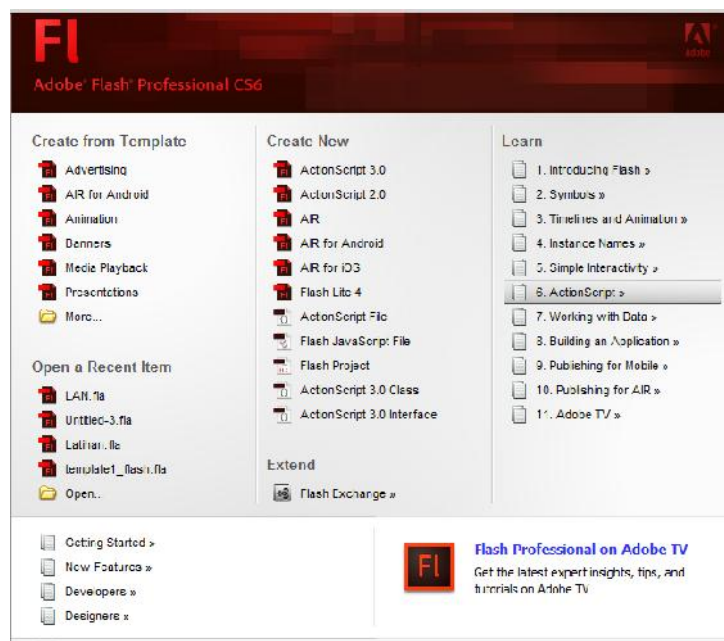 Fl
Adobe
Adobe® Flash® Professional CS6
Create from Template
Advertising
AIR for Android
Animation
Banners
Media Playback
Presentations
More...
Open a Recent Item
LAN.fla
Untitled-3.fla
Latihan.fla
template1_flash.fla
Open...
Create New
ActionScript 3.0
ActionScript 2.0
AIR
AIR for Android
AIR for iOS
Flash Lite 4
ActionScript File
Flash JavaScript File
Flash Project
ActionScript 3.0 Class
ActionScript 3.0 Interface
Extend
Flash Exchange »
Learn
1. Introducing Flash »
2. Symbols »
3. Timelines and Animation »
4. Instance Names »
5. Simple Interactivity »
6. ActionScript »
7. Working with Data »
8. Building an Application »
9. Publishing for Mobile »
10. Publishing for AIR »
11. Adobe TV »
Getting Started »
New Features »
Developers »
Designers »
Fl
Flash Professional on Adobe TV
Get the latest expert insights, tips, and
tutorials on Adobe TV